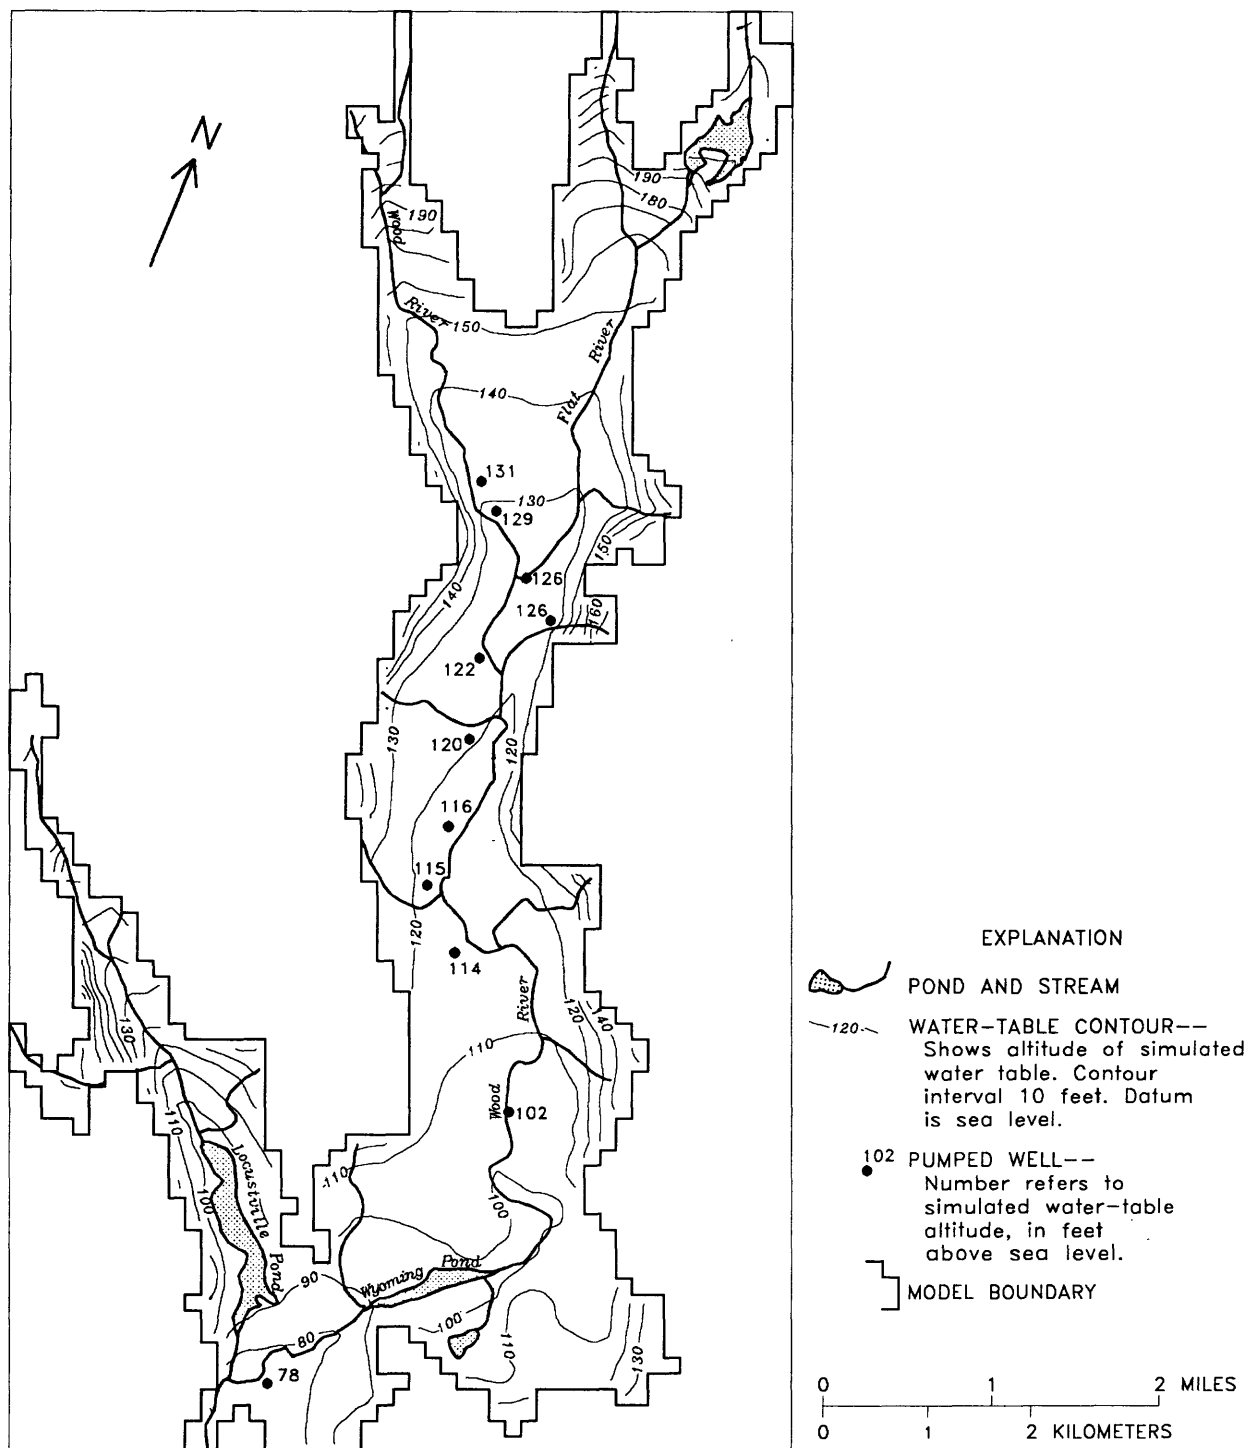 N
190
180
Wood
190
River
150
River
140
Flat
131
130
129
150
126
140
126
160
122
130
120
120
116
115
120
114
River
120
140
130
110
110
Wood
102
Locustville
Pond
110
100
100
Pond
Wyoming
90
100
80
110
130
78
EXPLANATION
POND AND STREAM
120
WATER-TABLE CONTOUR--
Shows altitude of simulated
water table. Contour
interval 10 feet. Datum
is sea level.
102
PUMPED WELL--
Number refers to
simulated water-table
altitude, in feet
above sea level.
MODEL BOUNDARY
0 1 2 MILES
0 1 2 KILOMETERS